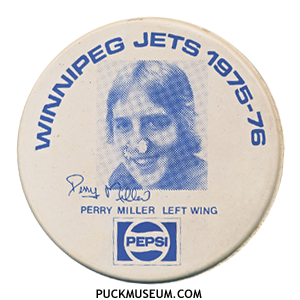 WINNIPEG JETS 1975-76
Perry Miller
PERRY MILLER LEFT WING
PEPSI
PUCKMUSEUM.COM